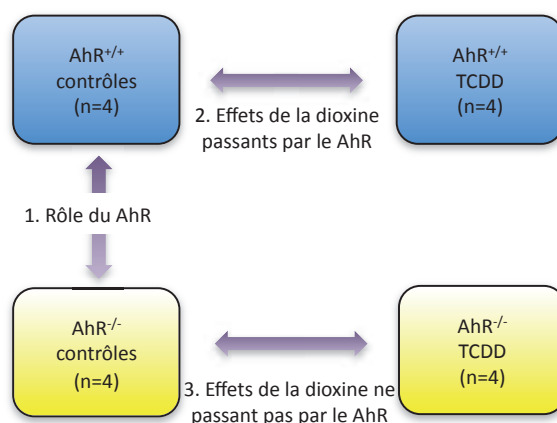 AhR+/+
contrôles
(n=4)
AhR+/+
TCDD
(n=4)
2. Effets de la dioxine
passants par le AhR
1. Rôle du AhR
AhR-/-
contrôles
(n=4)
AhR-/-
TCDD
(n=4)
3. Effets de la dioxine ne
passant pas par le AhR